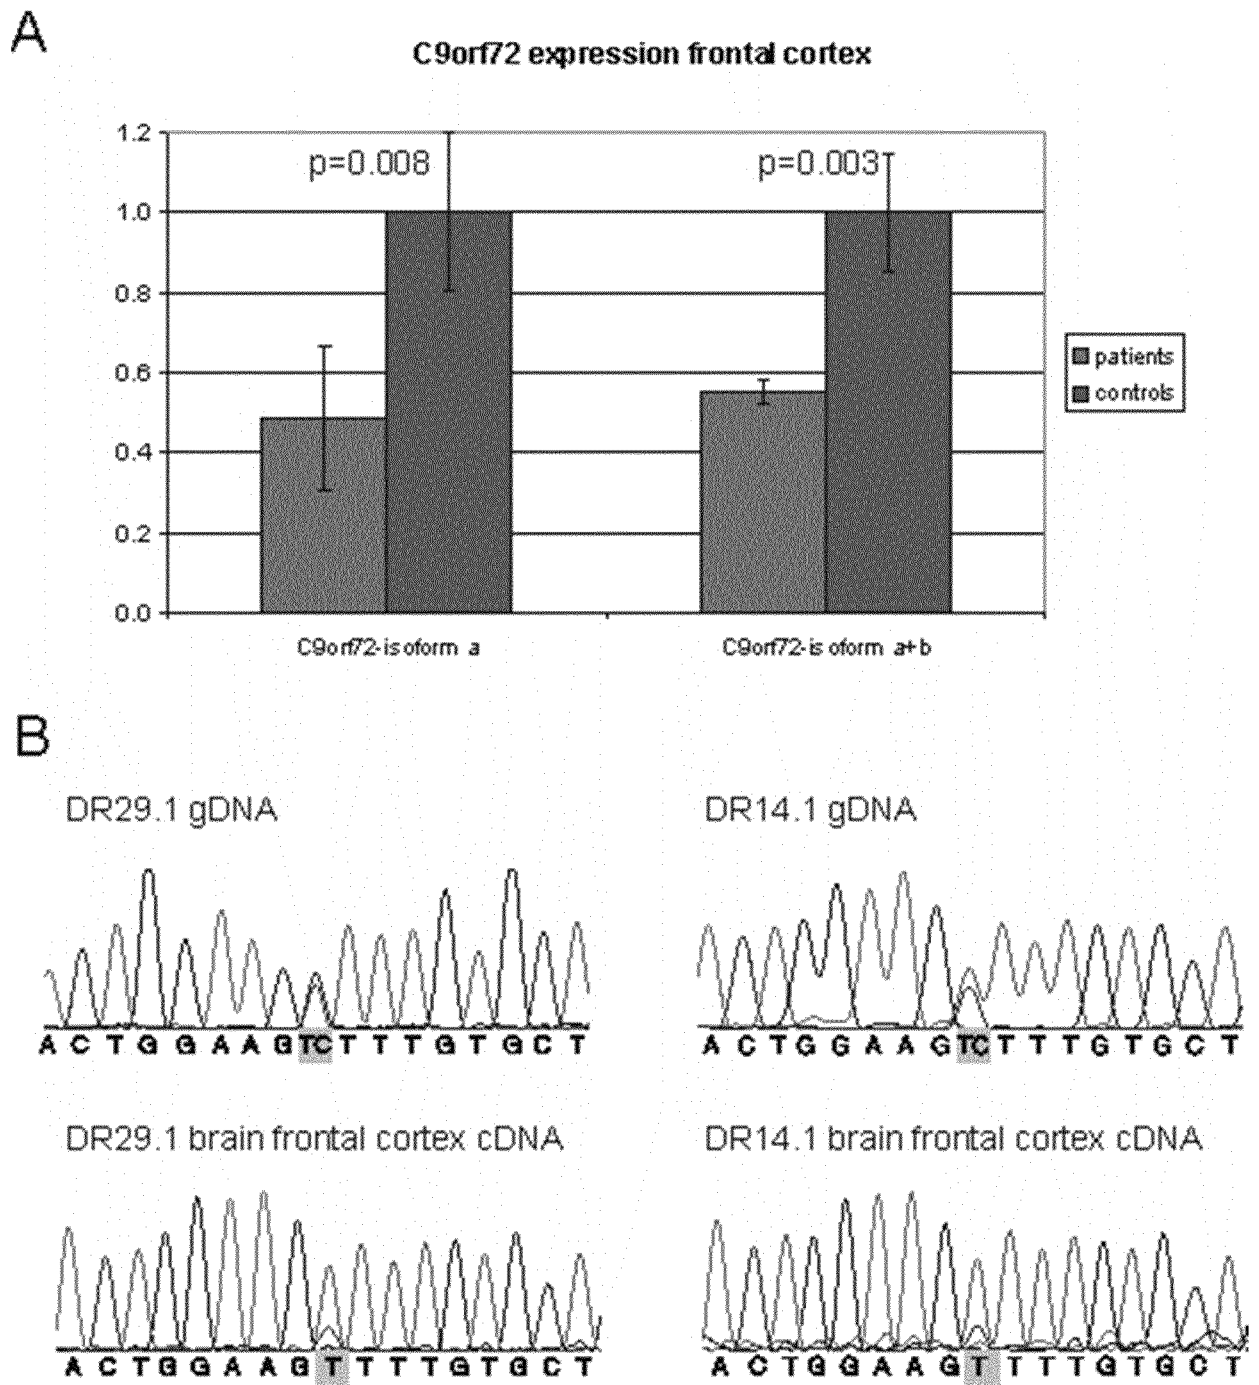 A
C9orf72 expression frontal cortex
1.2
p=0.008
p=0.003
1.0
0.8
0.6
patients
controls
0.4
0.2
0.0
C9orf72-isoform a
C9orf72-isoform a+b
B
DR29.1 gDNA
DR14.1 gDNA
A C T G G A A G TC T T T G T G C T
A C T G G A A G TC T T T G T G C T
DR29.1 brain frontal cortex cDNA
DR14.1 brain frontal cortex cDNA
A C T G G A A G T T T T G T G C T
A C T G G A A G T T T T G T G C T